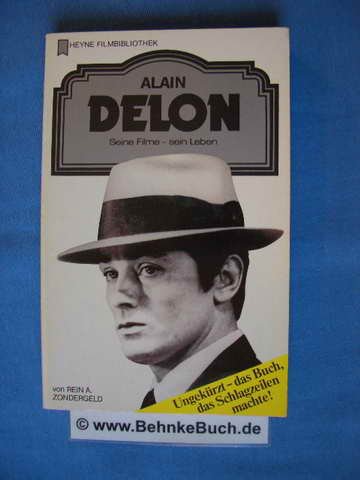 HEYNE FILMBIBLIOTHEK
ALAIN
DELON
Seine Filme - sein Leben
von REIN A.
ZONDERGELD
Ungekürzt - das Buch,
das Schlagzeilen
machte!
© www.BehnkeBuch.de